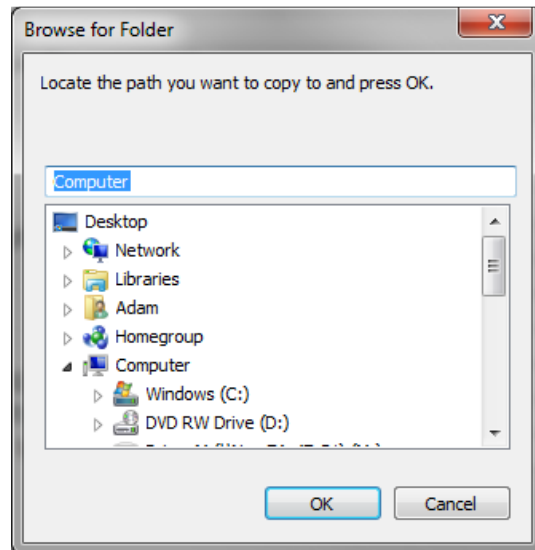 Browse for Folder
Locate the path you want to copy to and press OK.
Computer
Desktop
Network
Libraries
Adam
Homegroup
Computer
Windows (C:)
DVD RW Drive (D:)
OK Cancel